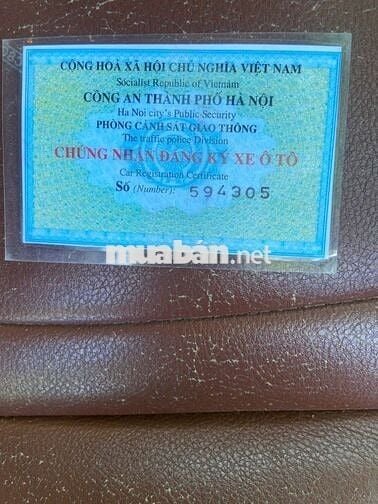 CỘNG HOÀ XÃ HỘI CHỦ NGHĨA VIỆT NAM
Socialist Republic of Vietnam
CÔNG AN THÀNH PHỐ HÀ NỘI
Ha Noi city's Public Security
PHÒNG CẢNH SÁT GIAO THÔNG
The traffic police Division
CHỨNG NHẬN ĐĂNG KÝ XE Ô TÔ
Car Registration Certificate
Số (Number): 594305
muaban.net